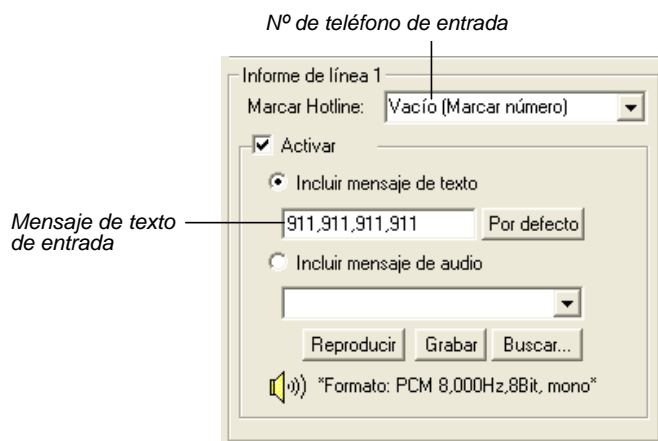 Nº de teléfono de entrada
Informe de línea 1
Marcar Hotline: Vacío (Marcar número)
Activar
Incluir mensaje de texto
Mensaje de texto
de entrada
911,911,911,911 Por defecto
Incluir mensaje de audio
Reproducir Grabar Buscar...
*Formato: PCM 8,000Hz,8Bit, mono*